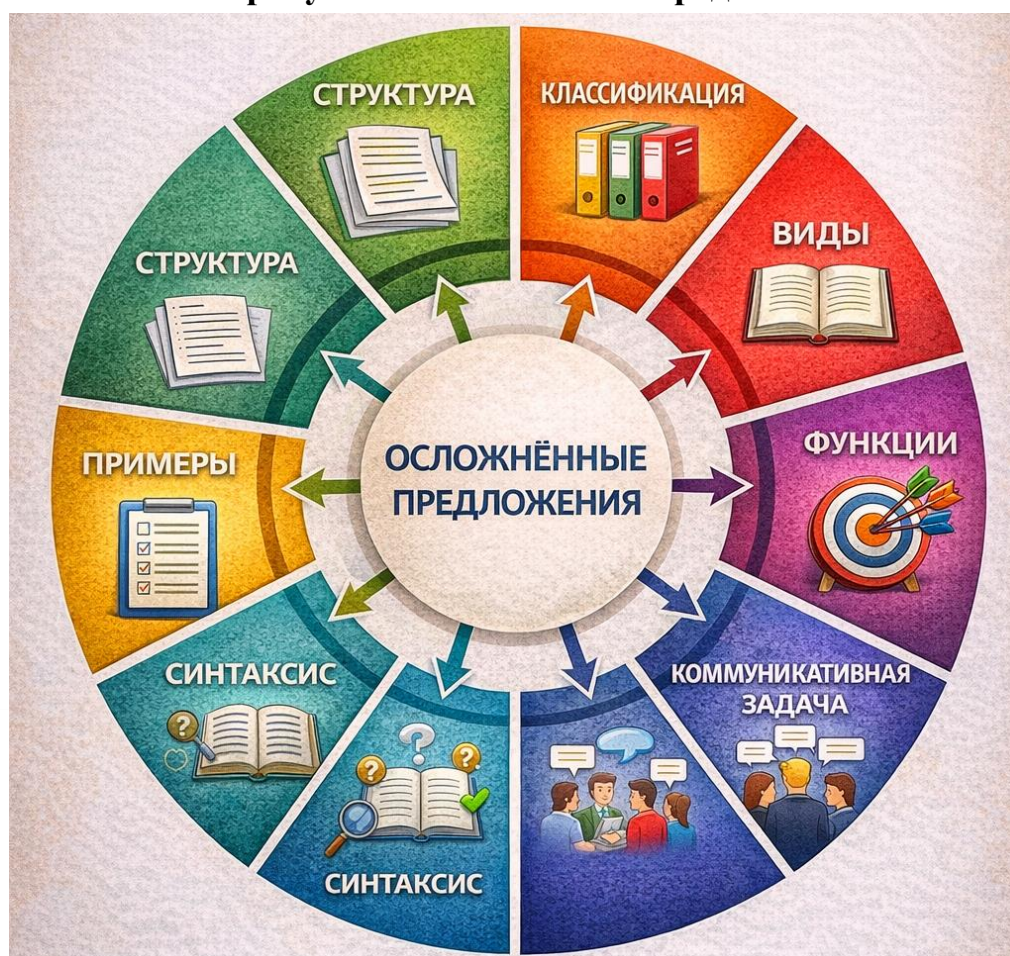 СТРУКТУРА
КЛАССИФИКАЦИЯ
ВИДЫ
СТРУКТУРА
ФУНКЦИИ
ОСЛОЖНЁННЫЕ
ПРЕДЛОЖЕНИЯ
ПРИМЕРЫ
СИНТАКСИС
КОММУНИКАТИВНАЯ
ЗАДАЧА
СИНТАКСИС